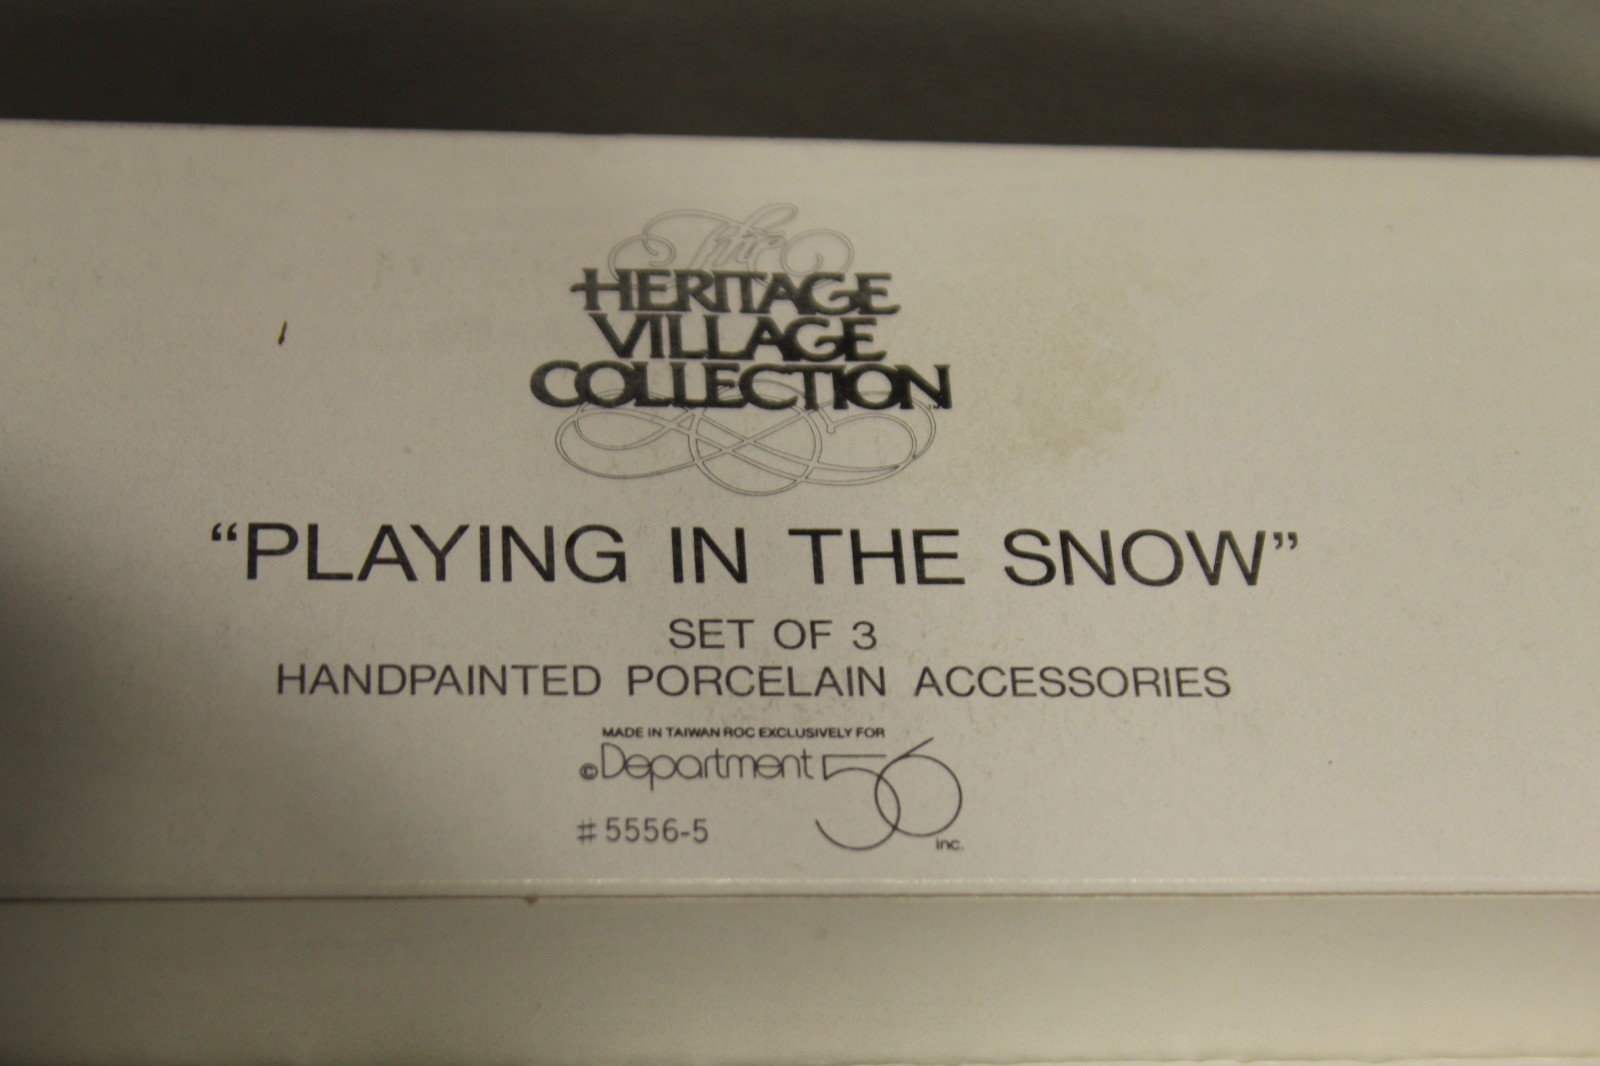 The
HERITAGE
VILLAGE
COLLECTION™
“PLAYING IN THE SNOW”
SET OF 3
HANDPAINTED PORCELAIN ACCESSORIES
MADE IN TAIWAN ROC EXCLUSIVELY FOR
©Department 56 inc.
#5556-5